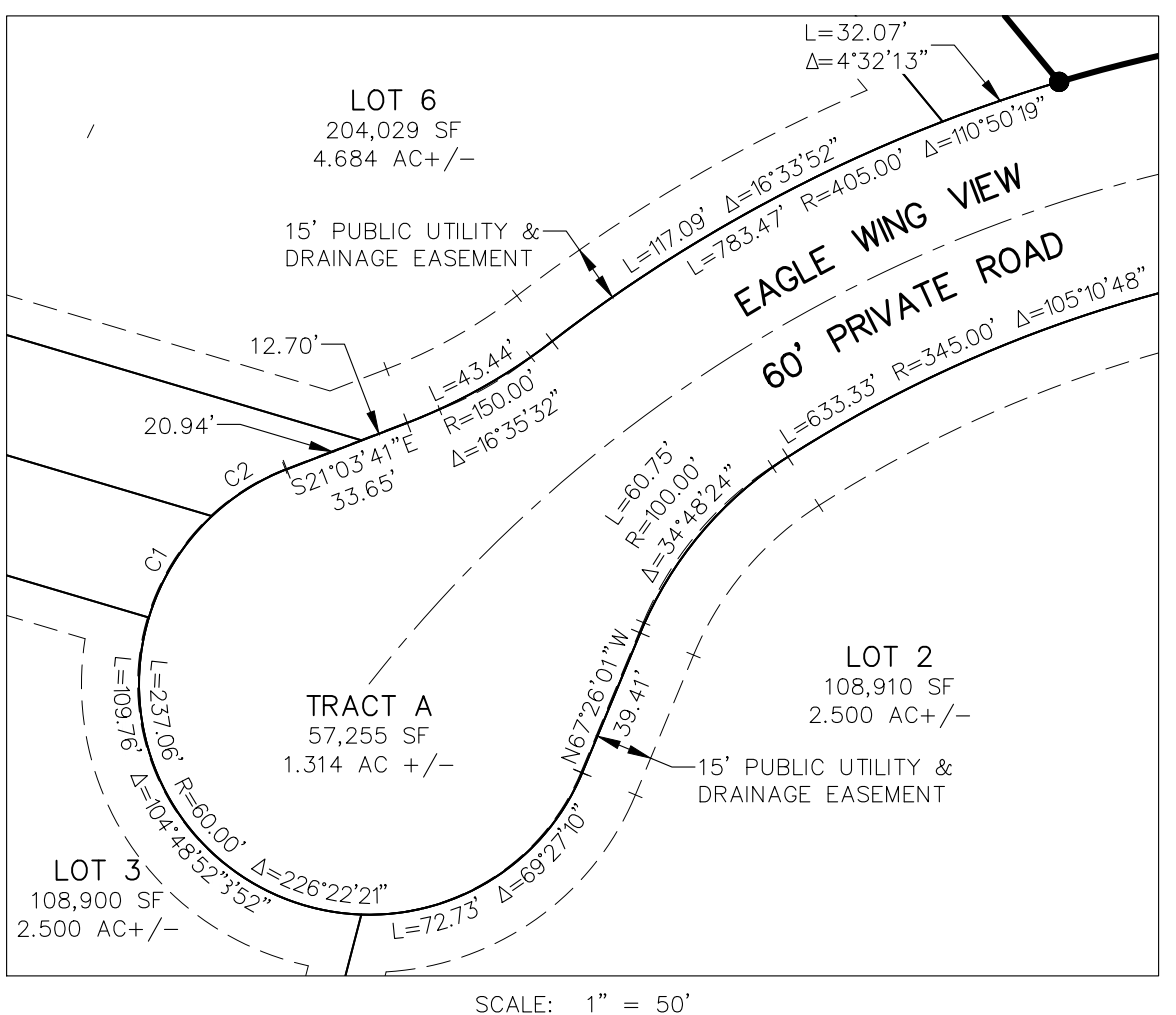 L=32.07'
Δ=4°32'13"
LOT 6
204,029 SF
4.684 AC+/-
Δ=110°50'19"
L=117.09' Δ=16°33'52"
L=783.47' R=405.00'
15' PUBLIC UTILITY &
DRAINAGE EASEMENT
EAGLE WING VIEW
60' PRIVATE ROAD
L=633.33' R=345.00' Δ=105°10'48"
12.70'
L=43.44'
R=150.00'
Δ=16°35'32"
20.94'
S21°03'41"E
33.65'
C2
C1
L=60.75'
R=100.00'
Δ=34°48'24"
N67°26'01"W
39.41'
LOT 2
108,910 SF
2.500 AC+/-
TRACT A
57,255 SF
1.314 AC +/-
15' PUBLIC UTILITY &
DRAINAGE EASEMENT
L=237.06' R=60.00' Δ=226°22'21"
L=109.76' Δ=104°48'52"
L=72.73' Δ=69°27'10"
LOT 3
108,900 SF
2.500 AC+/-
SCALE: 1" = 50'